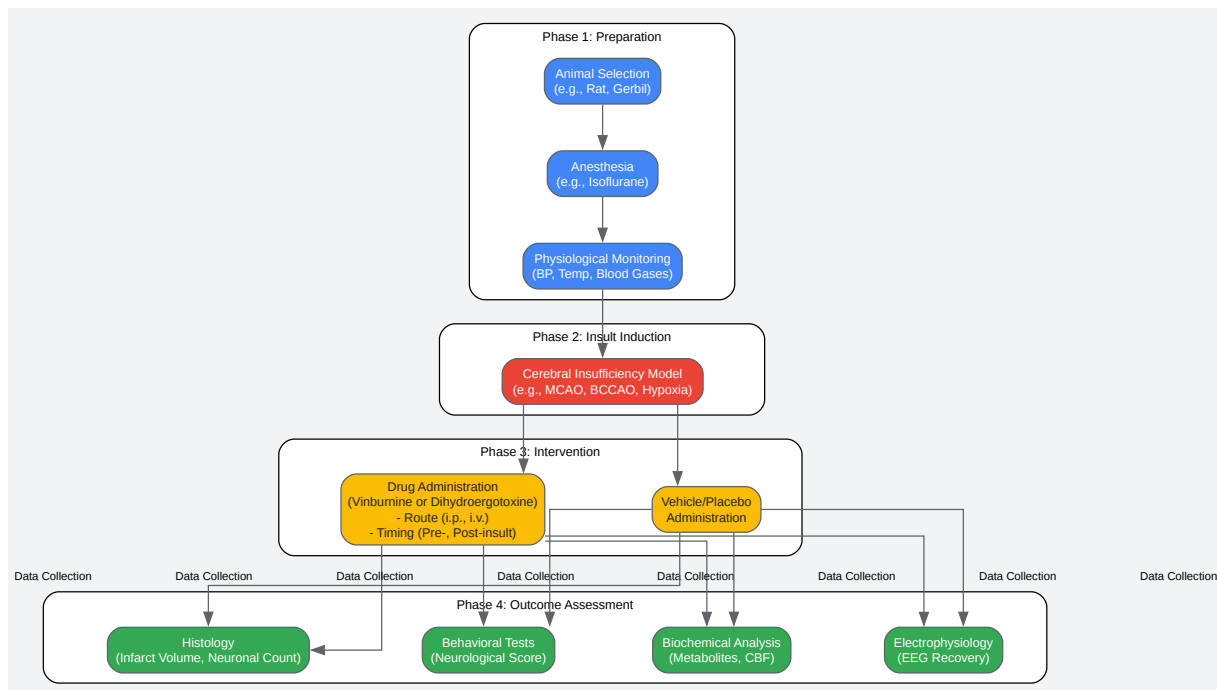 Phase 1: Preparation
Animal Selection
(e.g., Rat, Gerbil)
Anesthesia
(e.g., Isoflurane)
Physiological Monitoring
(BP, Temp, Blood Gases)
Phase 2: Insult Induction
Cerebral Insufficiency Model
(e.g., MCAO, BCCAO, Hypoxia)
Phase 3: Intervention
Drug Administration
(Vinburnine or Dihydroergotoxine)
- Route (i.p., i.v.)
- Timing (Pre-, Post-insult)
Vehicle/Placebo
Administration
Data Collection
Data Collection
Data Collection
Data Collection
Data Collection
Data Collection
Data Collection
Data Collection
Phase 4: Outcome Assessment
Histology
(Infarct Volume, Neuronal Count)
Behavioral Tests
(Neurological Score)
Biochemical Analysis
(Metabolites, CBF)
Electrophysiology
(EEG Recovery)